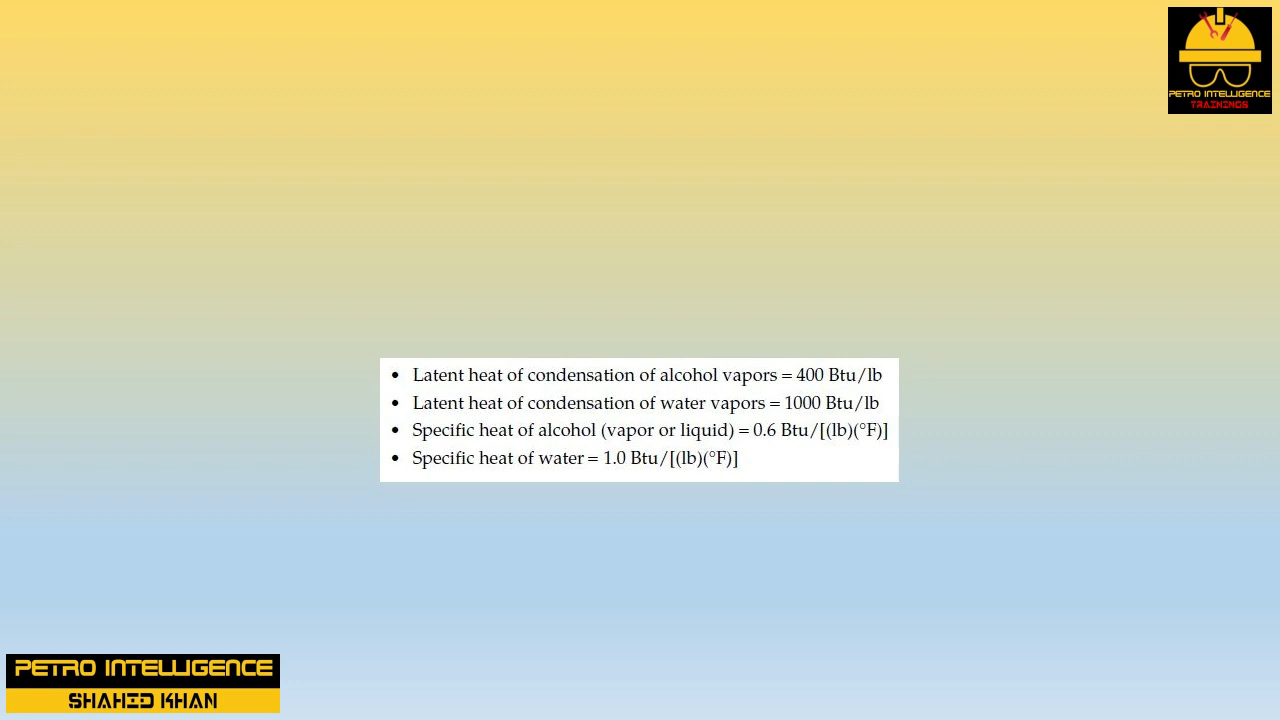 PETRO INTELLIGENCE
TRAININGS
• Latent heat of condensation of alcohol vapors = 400 Btu/lb
• Latent heat of condensation of water vapors = 1000 Btu/lb
• Specific heat of alcohol (vapor or liquid) = 0.6 Btu/[(lb)(°F)]
• Specific heat of water = 1.0 Btu/[(lb)(°F)]
PETRO INTELLIGENCE
SHAHID KHAN